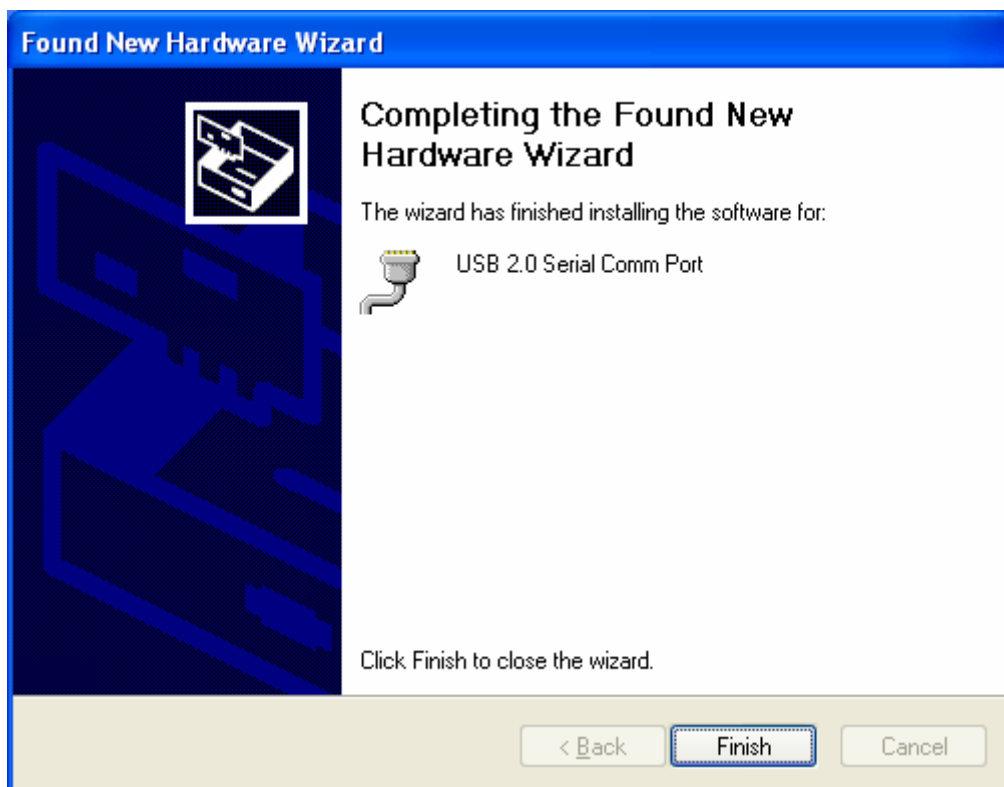 Found New Hardware Wizard
Completing the Found New
Hardware Wizard
The wizard has finished installing the software for:
USB 2.0 Serial Comm Port
Click Finish to close the wizard.
< Back
Finish
Cancel